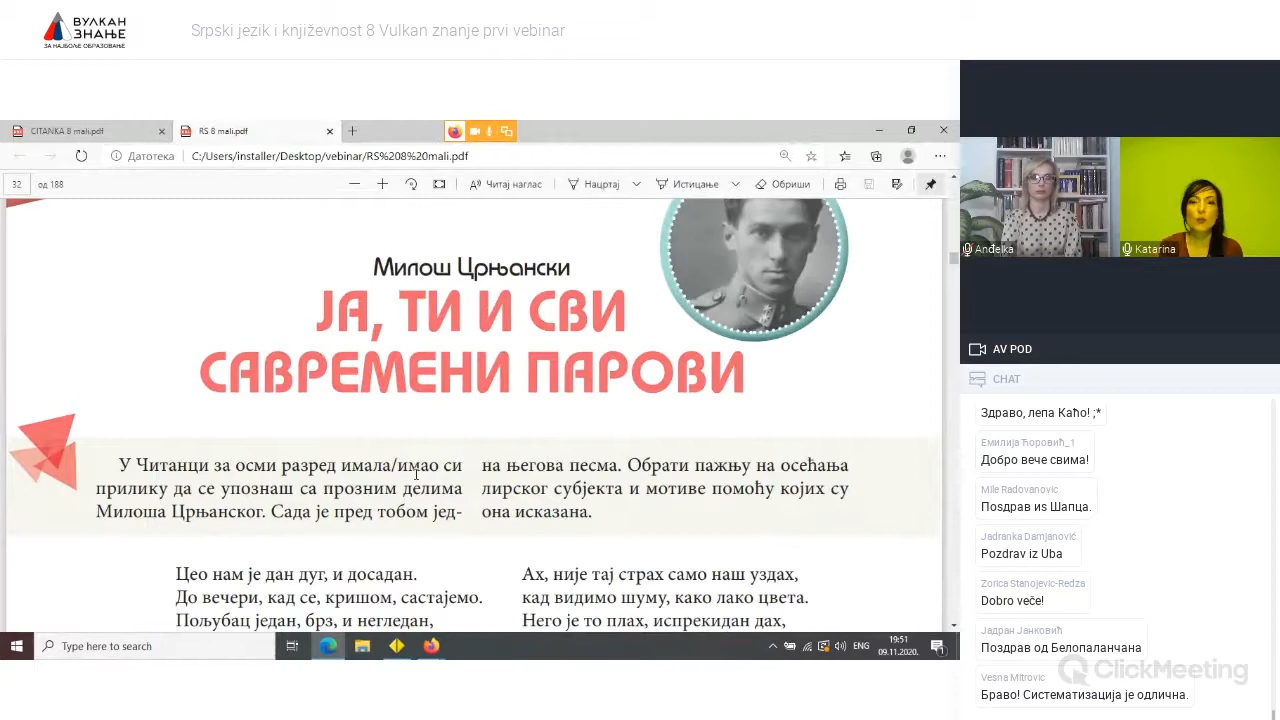 ВУЛКАН
ЗНАЊЕ
ЗА НАЈБОЉЕ ОБРАЗОВАЊЕ
Srpski jezik i književnost 8 Vulkan znanje prvi vebinar
CITANKA 8 mali.pdf
RS 8 mali.pdf
Датотека
C:/Users/installer/Desktop/vebinar/RS%208%20mali.pdf
32 од 188
Читај наглас
Нацртај
Истицање
Обриши
Милош Црњански
ЈА, ТИ И СВИ
САВРЕМЕНИ ПАРОВИ
У Читанци за осми разред имала/имао си
прилику да се упознаш са прозним делима
Милоша Црњанског. Сада је пред тобом јед-
на његова песма. Обрати пажњу на осећања
лирског субјекта и мотиве помоћу којих су
она исказана.
Цео нам је дан дуг, и досадан.
До вечери, кад се, кришом, састајемо.
Пољубац један, брз, и негледан,
Ах, није тај страх само наш уздах,
кад видимо шуму, како лако цвета.
Него је то плах, испрекидан дах,
Type here to search
ENG
19:51
09.11.2020.
1
Anđelka
Katarina
AV POD
CHAT
Здраво, лепа Каћо! ;*
Емилија Ћоровић_1
Добро вече свима!
Mile Radovanovic
Поздрав из Шапца.
Jadranka Damjanović
Pozdrav iz Uba
Zorica Stanojevic-Redza
Dobro veče!
Јадран Јанковић
Поздрав од Белопаланчана
Vesna Mitrovic
Браво! Систематизација је одлична.
ClickMeeting